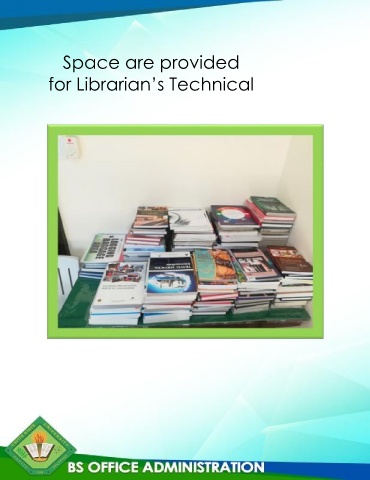 Space are provided
for Librarian's Technical
BS OFFICE ADMINISTRATION